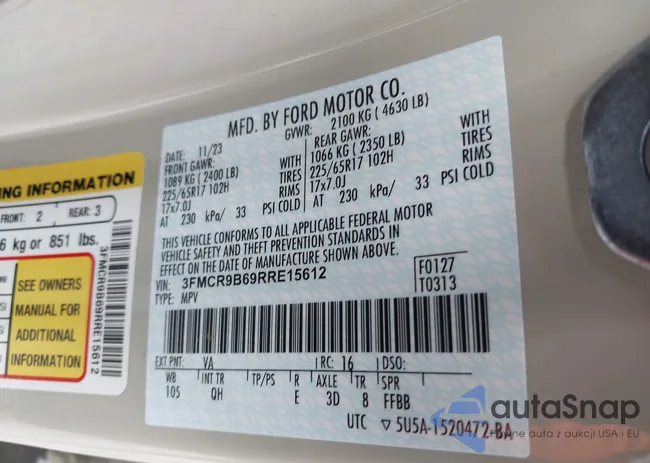 MFD. BY FORD MOTOR CO.
DATE: 11/23 GVWR: 2100 KG (4630 LB)
FRONT GAWR: REAR GAWR: WITH
1089 KG (2400 LB) 1066 KG (2350 LB) TIRES
225/65R17 102H 225/65R17 102H RIMS
17x7.0J 17x7.0J
AT 230 kPa/ 33 PSI COLD AT 230 kPa/ 33 PSI COLD
WITH
TIRES
RIMS
THIS VEHICLE CONFORMS TO ALL APPLICABLE FEDERAL MOTOR
VEHICLE SAFETY AND THEFT PREVENTION STANDARDS IN
EFFECT ON THE DATE OF MANUFACTURE SHOWN ABOVE.
VIN: 3FMCR9B69RRE15612
TYPE: MPV
F0127
T0313
EXT PNT: VA RC: 16 DSO:
WB INT TR TP/PS R AXLE TR SPR
105 QH E 3D 8 FFBB
UTC ▽ 5U5A-1520472-BA
NG INFORMATION
FRONT: 2 REAR: 3
6 kg or 851 lbs.
SEE OWNERS
MANUAL FOR
ADDITIONAL
INFORMATION
3FMCR9B69RRE15612
autaSnap
auta z aukcji USA i EU